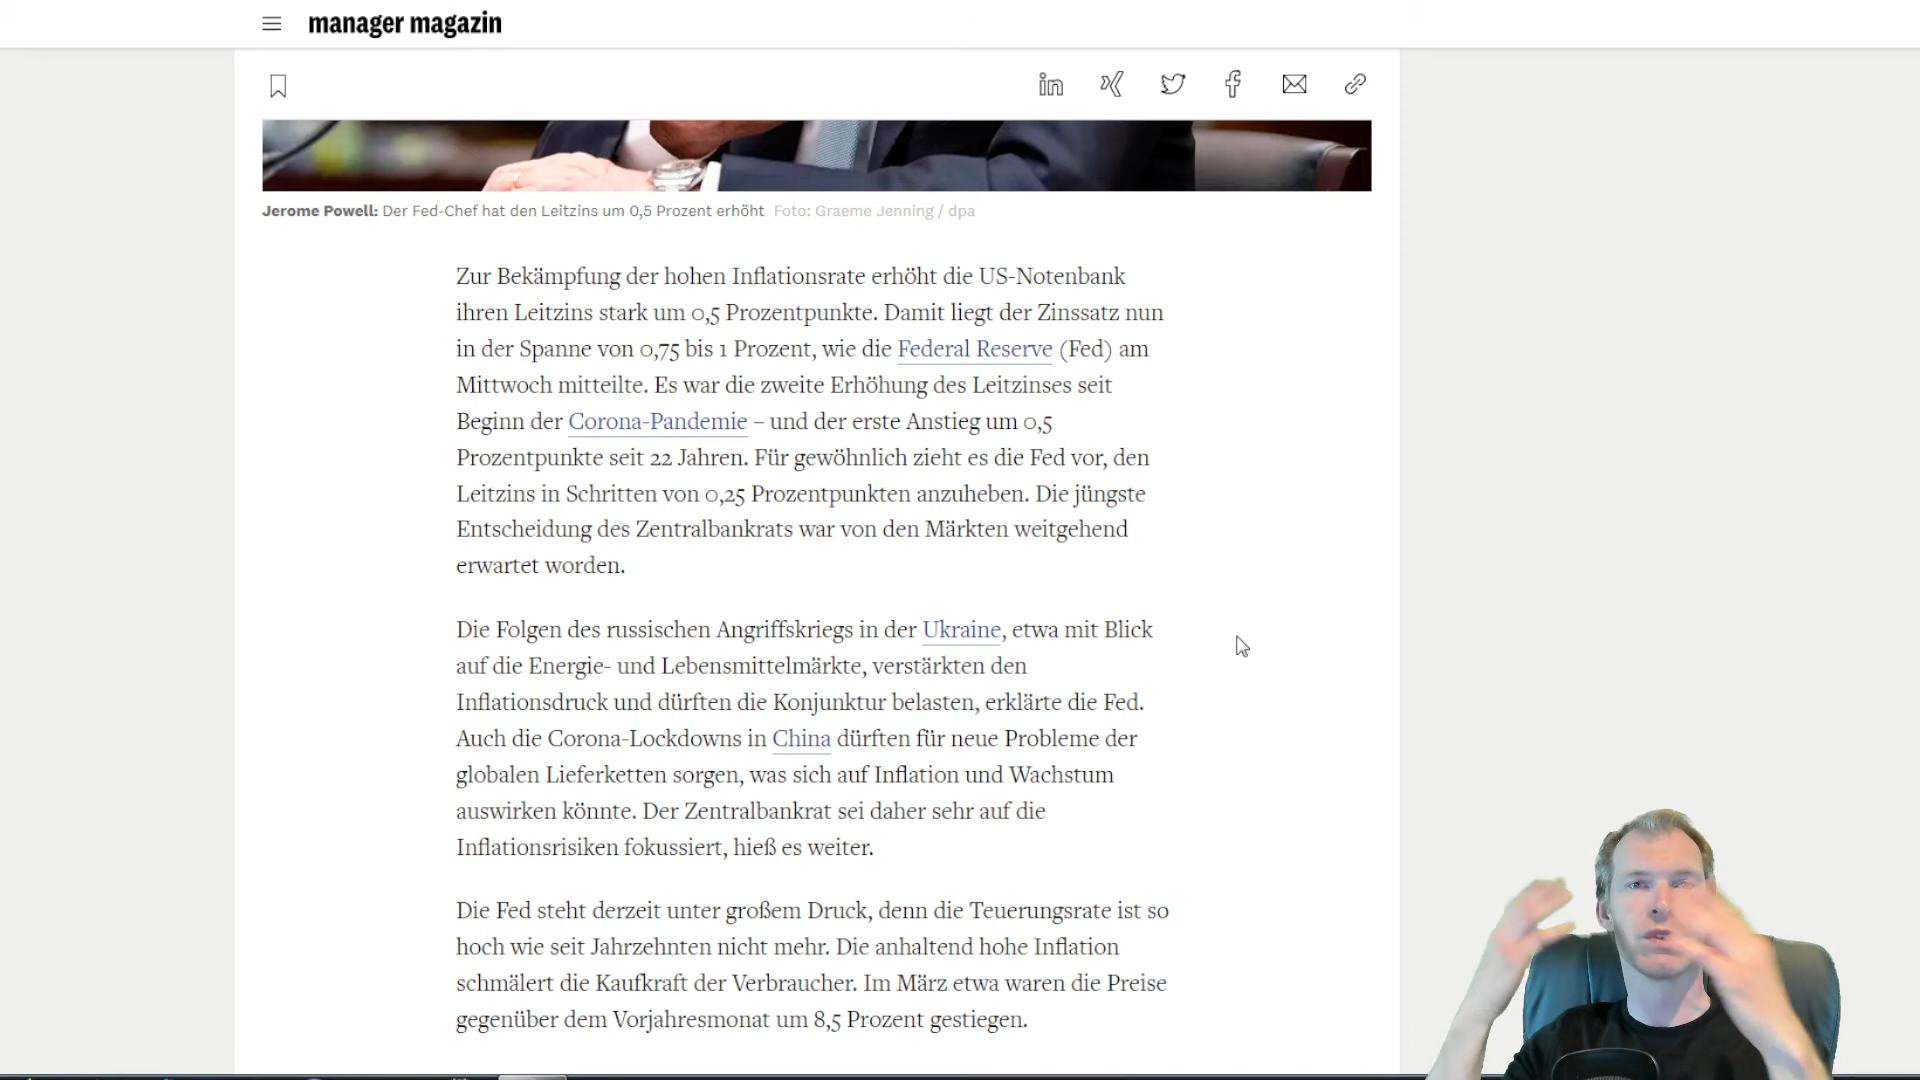 manager magazin
Jerome Powell: Der Fed-Chef hat den Leitzins um 0,5 Prozent erhöht Foto: Graeme Jenning / dpa
Zur Bekämpfung der hohen Inflationsrate erhöht die US-Notenbank
ihren Leitzins stark um 0,5 Prozentpunkte. Damit liegt der Zinssatz nun
in der Spanne von 0,75 bis 1 Prozent, wie die Federal Reserve (Fed) am
Mittwoch mitteilte. Es war die zweite Erhöhung des Leitzinses seit
Beginn der Corona-Pandemie – und der erste Anstieg um 0,5
Prozentpunkte seit 22 Jahren. Für gewöhnlich zieht es die Fed vor, den
Leitzins in Schritten von 0,25 Prozentpunkten anzuheben. Die jüngste
Entscheidung des Zentralbankrats war von den Märkten weitgehend
erwartet worden.
Die Folgen des russischen Angriffskriegs in der Ukraine, etwa mit Blick
auf die Energie- und Lebensmittelmärkte, verstärkten den
Inflationsdruck und dürften die Konjunktur belasten, erklärte die Fed.
Auch die Corona-Lockdowns in China dürften für neue Probleme der
globalen Lieferketten sorgen, was sich auf Inflation und Wachstum
auswirken könnte. Der Zentralbankrat sei daher sehr auf die
Inflationsrisiken fokussiert, hieß es weiter.
Die Fed steht derzeit unter großem Druck, denn die Teuerungsrate ist so
hoch wie seit Jahrzehnten nicht mehr. Die anhaltend hohe Inflation
schmälert die Kaufkraft der Verbraucher. Im März etwa waren die Preise
gegenüber dem Vorjahresmonat um 8,5 Prozent gestiegen.